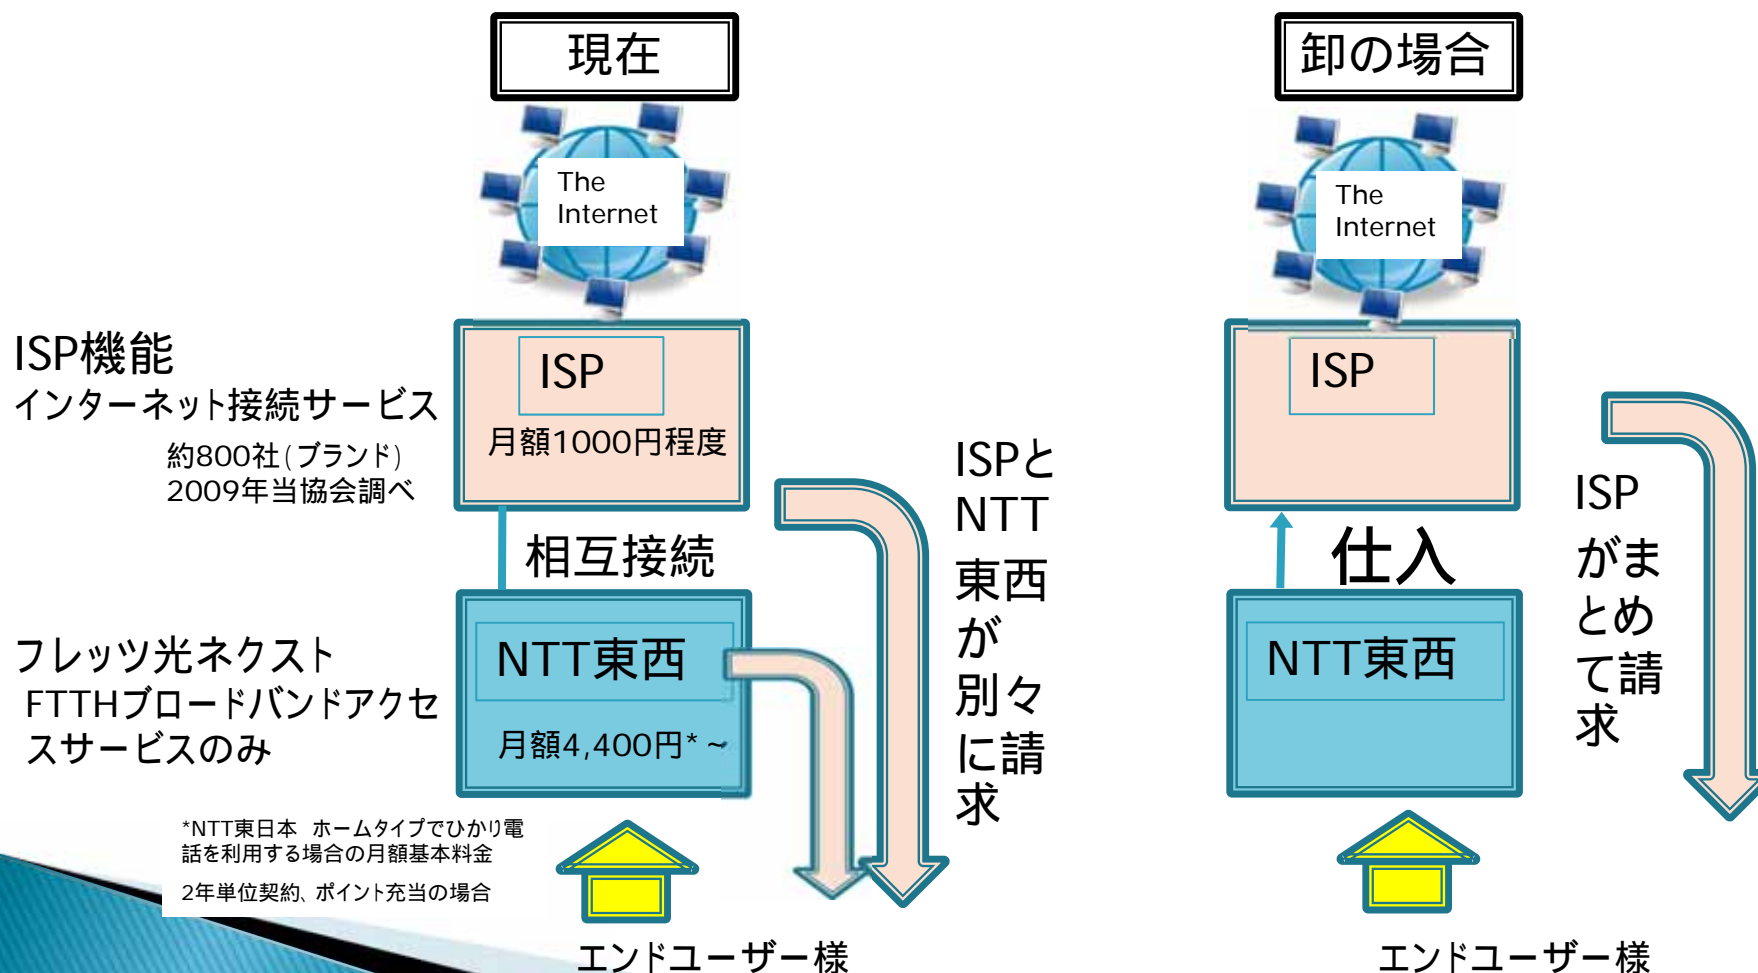 現在
The
Internet
ISP機能
インターネット接続サービス
約800社(ブランド)
2009年当協会調べ
ISP
月額1000円程度
相互接続
フレッツ光ネクスト
FTTHブロードバンドアクセ
スサービスのみ
NTT東西
月額4,400円*~
*NTT東日本 ホームタイプでひかり電
話を利用する場合の月額基本料金
2年単位契約、ポイント充当の場合
エンドユーザー様
ISPと
NTT
東西
が
別々
に請
求
卸の場合
The
Internet
ISP
仕入
NTT東西
エンドユーザー様
ISP
がま
とめ
て請
求